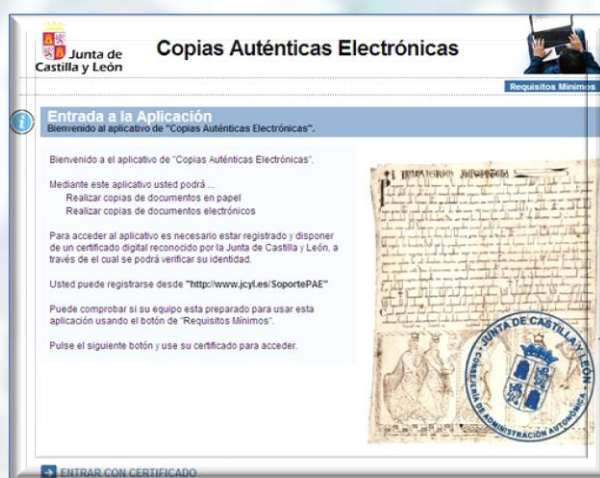 Junta de
Castilla y León
Copias Auténticas Electrónicas
Requisitos Mínimos
Entrada a la Aplicación
Bienvenido al aplicativo de "Copias Auténticas Electrónicas".
Bienvenido a el aplicativo de "Copias Auténticas Electrónicas".
Mediante este aplicativo usted podrá ...
Realizar copias de documentos en papel
Realizar copias de documentos electrónicos
Para acceder al aplicativo es necesario estar registrado y disponer
de un certificado digital reconocido por la Junta de Castilla y León, a
través de el cual se podrá verificar su identidad.
Usted puede registrarse desde "http://www.jcyl.es/SoportePAE"
Puede comprobar si su equipo esta preparado para usar esta
aplicación usando el botón de "Requisitos Mínimos".
Pulse el siguiente botón y use su certificado para acceder.
JUNTA DE CASTILLA Y LEÓN
CONSEJERÍA DE ADMINISTRACIÓN AUTONÓMICA
ENTRAR CON CERTIFICADO